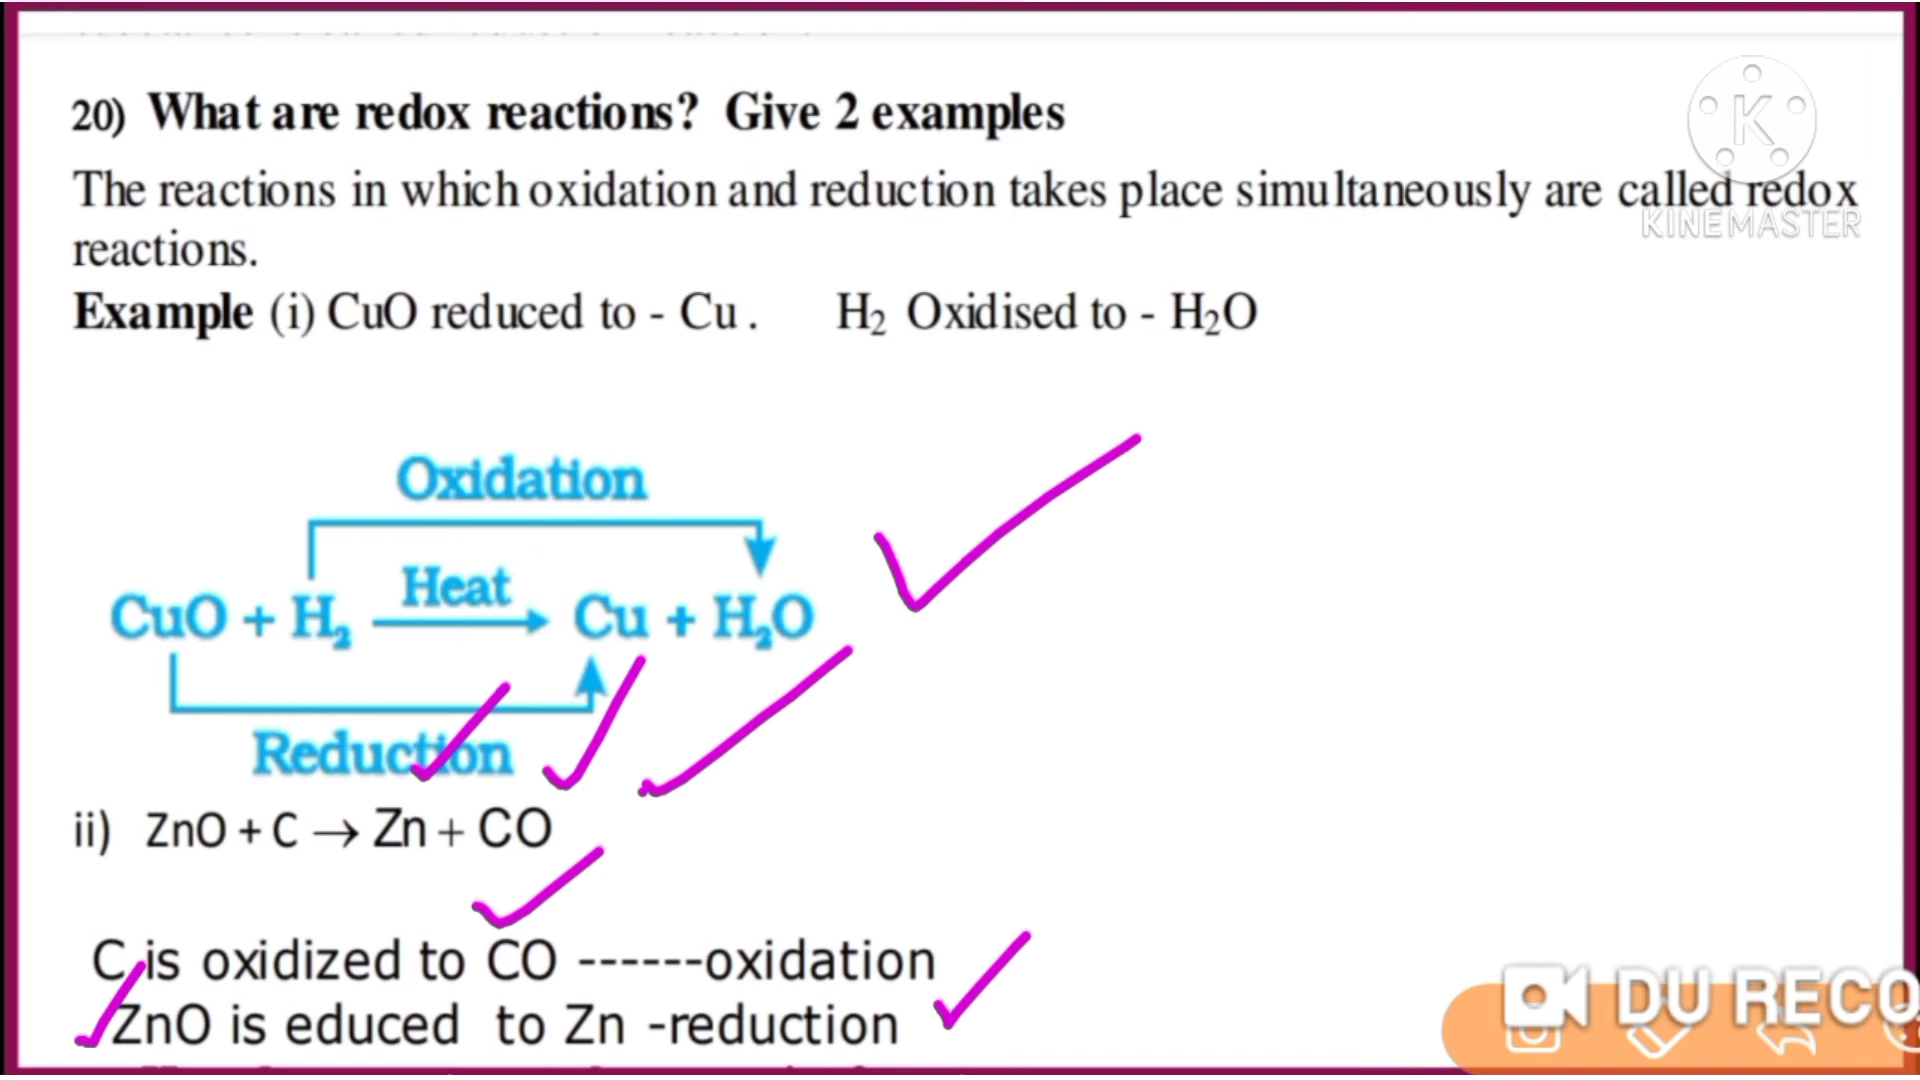 20) What are redox reactions? Give 2 examples
The reactions in which oxidation and reduction takes place simultaneously are called redox
reactions.
Example (i) CuO reduced to - Cu . H₂ Oxidised to - H₂O
K
KINEMASTER
Oxidation
Heat
CuO + H₂ → Cu + H₂O
Reduction
ii) ZnO + C → Zn + CO
C is oxidized to CO ------oxidation
ZnO is educed to Zn -reduction
DU RECO